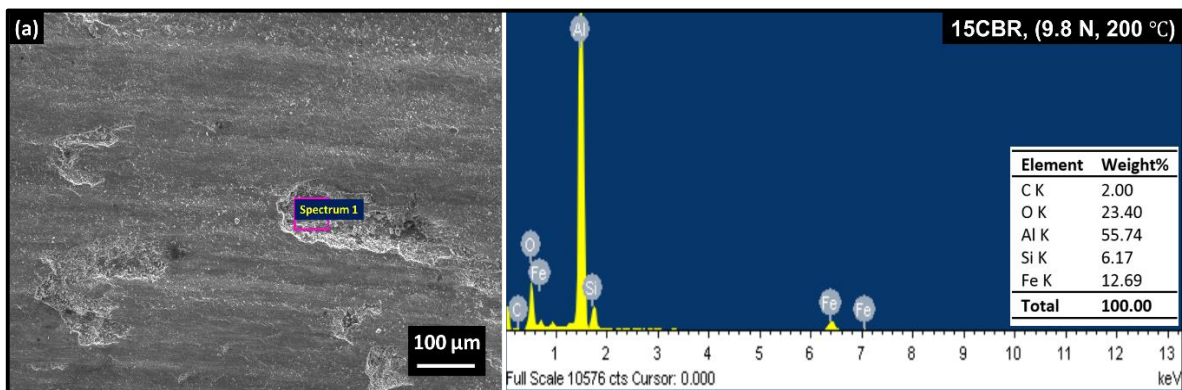 (a)
Spectrum 1
100 µm
15CBR, (9.8 N, 200 ℃)
Al
O
Fe
C
Si
Fe
Fe
Element Weight%
C K 2.00
O K 23.40
Al K 55.74
Si K 6.17
Fe K 12.69
Total 100.00
1 2 3 4 5 6 7 8 9 10 11 12 13
Full Scale 10576 cts Cursor: 0.000 keV